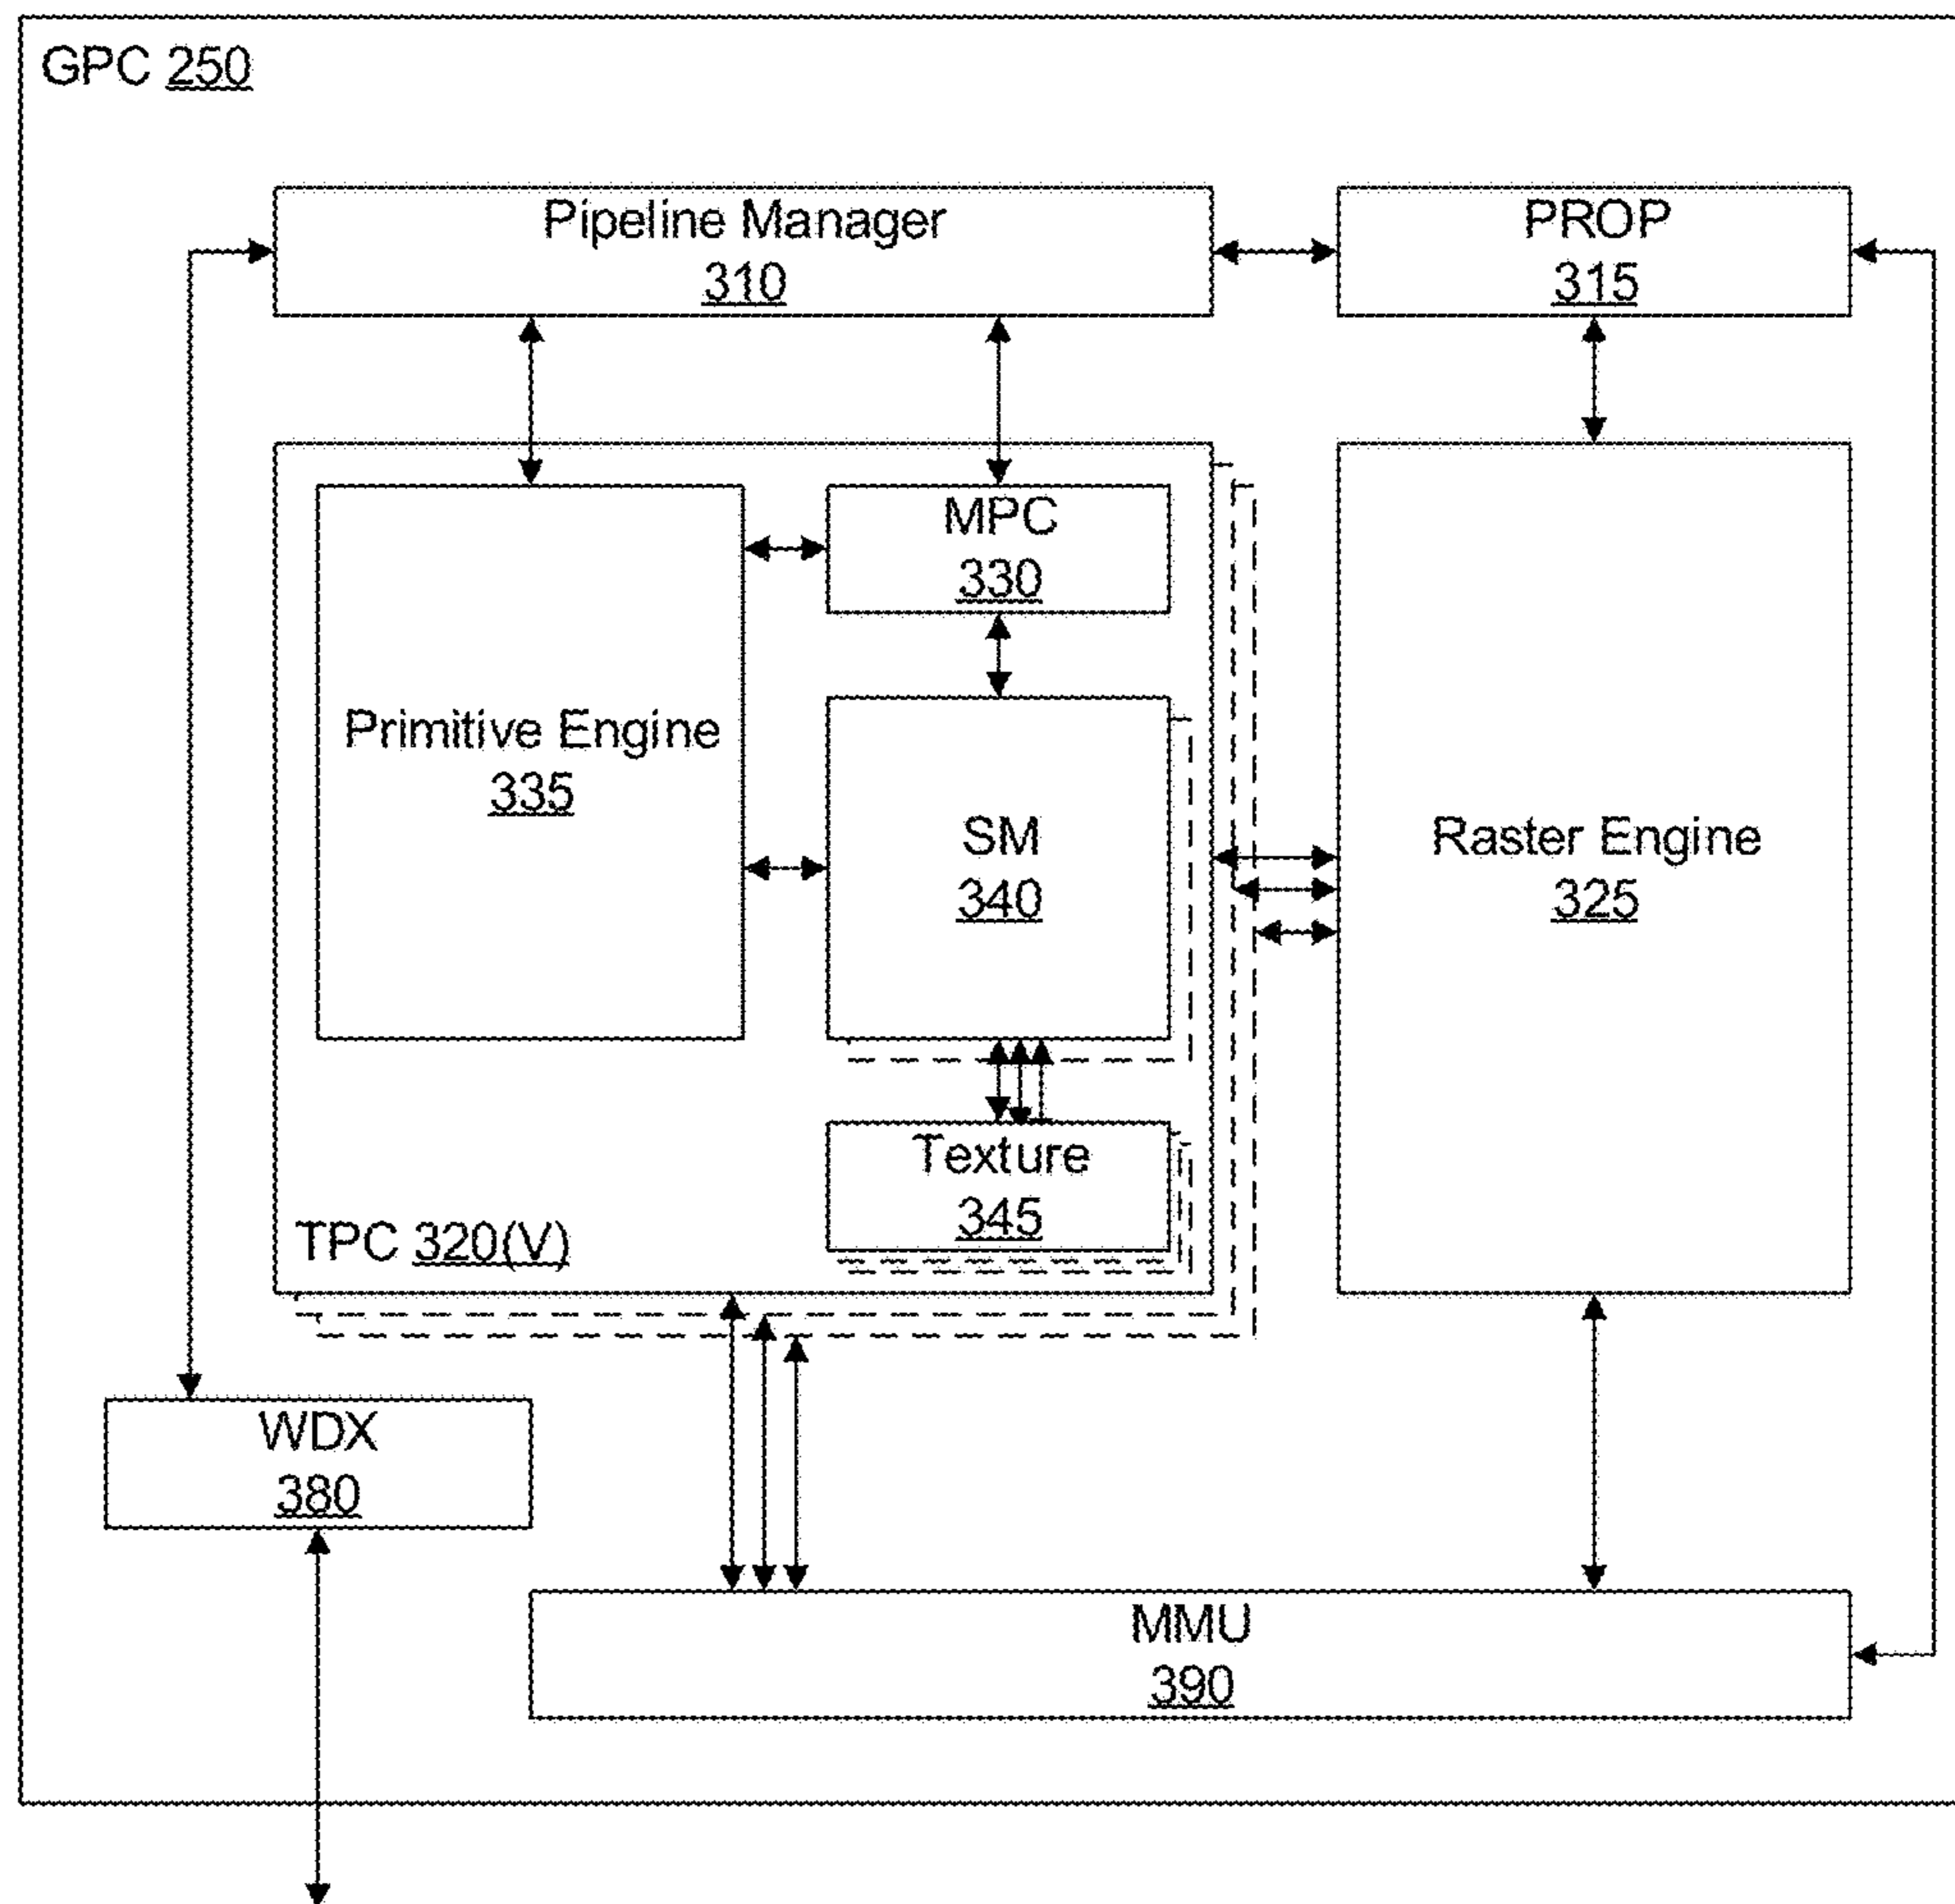 GPC 250
Pipeline Manager
310
PROP
315
MPC
330
Primitive Engine
335
SM
340
Raster Engine
325
Texture
345
TPC 320(V)
WDX
380
MMU
390